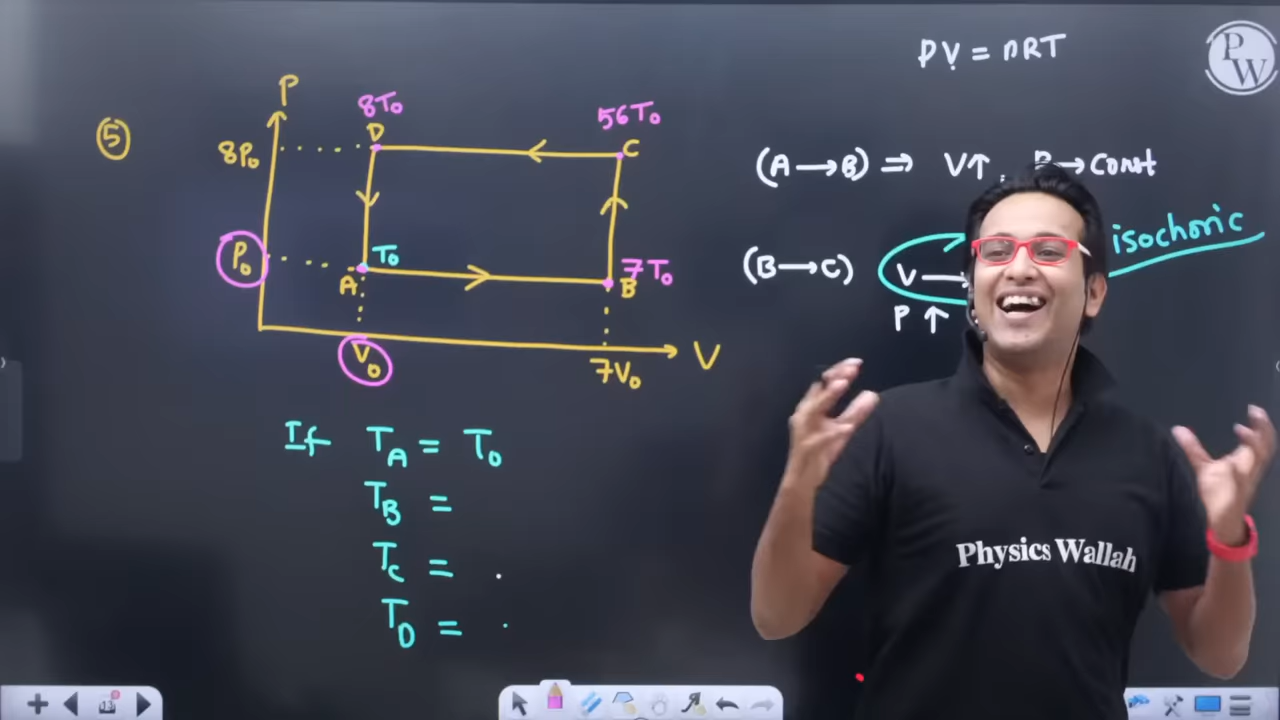 PV = nRT
PW
5
P
8P₀
8T₀
D
56T₀
C
(A→B) ⇒ V↑, P→Const
P₀
T₀
A
7T₀
B
(B→C) V→
isochoric
P↑
V₀
7V₀
V
If T_A = T₀
T_B =
T_C =
T_D =
Physics Wallah
13